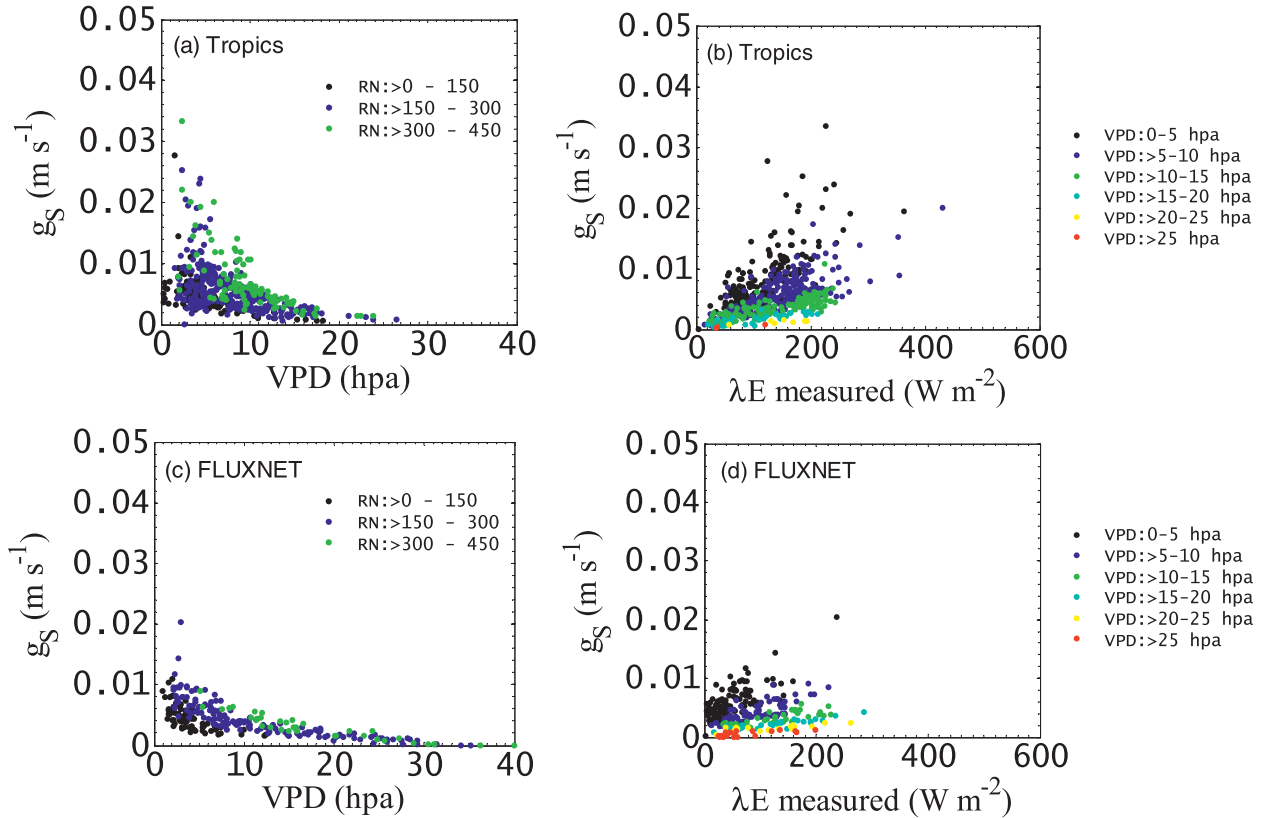 (a) Tropics
RN:>0 - 150
RN:>150 - 300
RN:>300 - 450
0.05
0.04
0.03
0.02
0.01
0
gS (m s-1)
0 10 20 30 40
VPD (hpa)
(b) Tropics
0.05
0.04
0.03
0.02
0.01
0
gS (m s-1)
0 200 400 600
λE measured (W m-2)
VPD:0-5 hpa
VPD:>5-10 hpa
VPD:>10-15 hpa
VPD:>15-20 hpa
VPD:>20-25 hpa
VPD:>25 hpa
(c) FLUXNET
RN:>0 - 150
RN:>150 - 300
RN:>300 - 450
0.05
0.04
0.03
0.02
0.01
0
gS (m s-1)
0 10 20 30 40
VPD (hpa)
(d) FLUXNET
0.05
0.04
0.03
0.02
0.01
0
gS (m s-1)
0 200 400 600
λE measured (W m-2)
VPD:0-5 hpa
VPD:>5-10 hpa
VPD:>10-15 hpa
VPD:>15-20 hpa
VPD:>20-25 hpa
VPD:>25 hpa